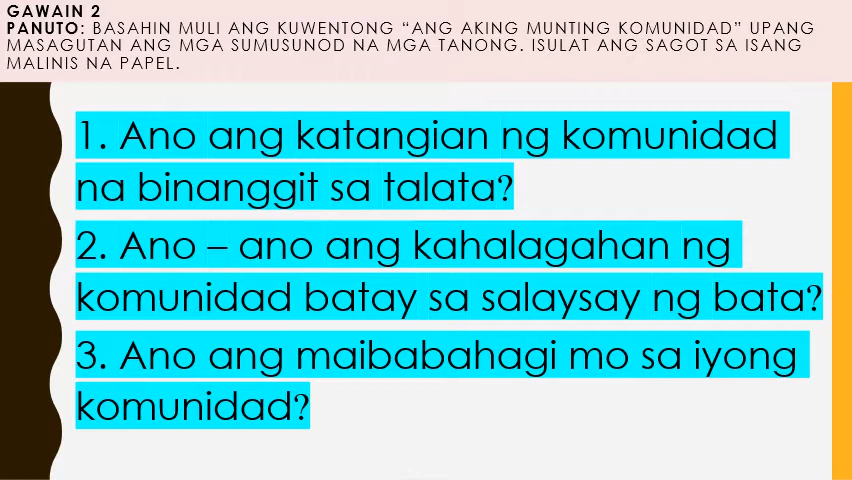 GAWAIN 2
PANUTO: BASAHIN MULI ANG KUWENTONG “ANG AKING MUNTING KOMUNIDAD” UPANG
MASAGUTAN ANG MGA SUMUSUNOD NA MGA TANONG. ISULAT ANG SAGOT SA ISANG
MALINIS NA PAPEL.
1. Ano ang katangian ng komunidad
na binanggit sa talata?
2. Ano – ano ang kahalagahan ng
komunidad batay sa salaysay ng bata?
3. Ano ang maibabahagi mo sa iyong
komunidad?